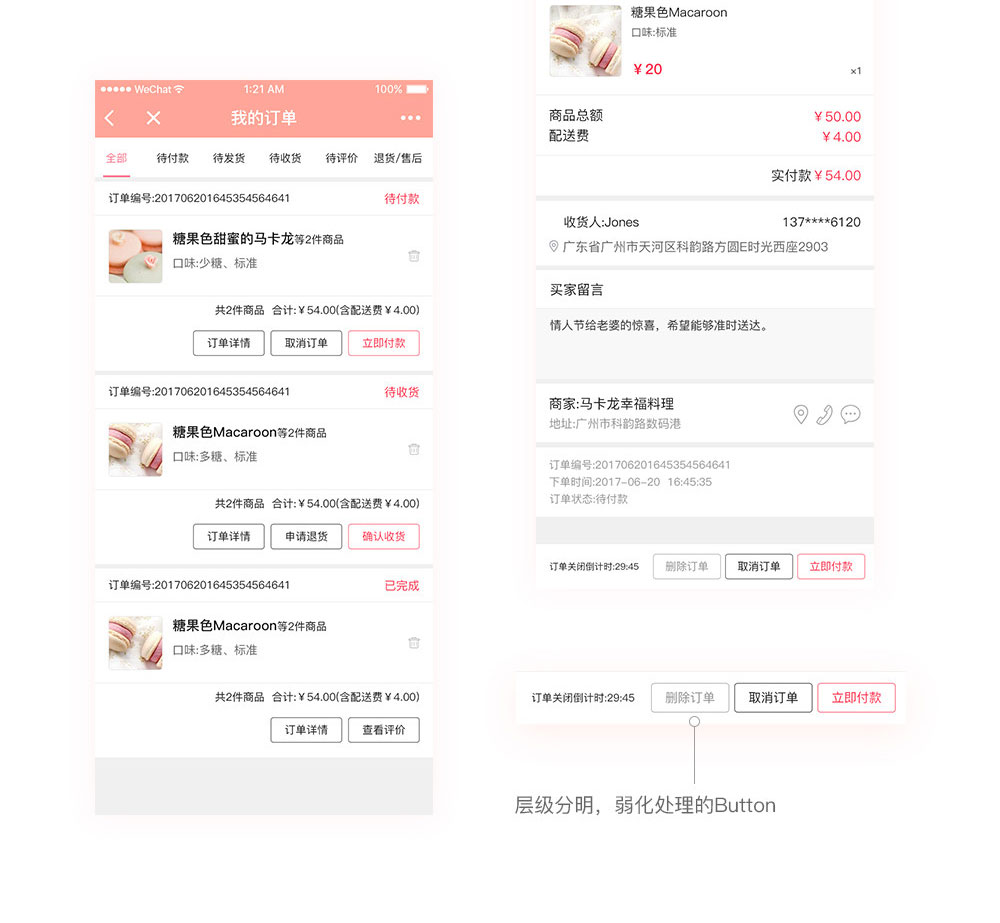 WeChat 1:21 AM 100%
我的订单
全部 待付款 待发货 待收货 待评价 退货/售后
订单编号:201706201645354564641 待付款
糖果色甜蜜的马卡龙等2件商品
口味:少糖、标准
共2件商品 合计:¥54.00(含配送费¥4.00)
订单详情 取消订单 立即付款
订单编号:201706201645354564641 待收货
糖果色Macaroon等2件商品
口味:多糖、标准
共2件商品 合计:¥54.00(含配送费¥4.00)
订单详情 申请退货 确认收货
订单编号:201706201645354564641 已完成
糖果色Macaroon等2件商品
口味:多糖、标准
共2件商品 合计:¥54.00(含配送费¥4.00)
订单详情 查看评价
糖果色Macaroon
口味:标准
¥20 ×1
商品总额 ¥50.00
配送费 ¥4.00
实付款¥54.00
收货人:Jones 137****6120
广东省广州市天河区科韵路方圆E时光西座2903
买家留言
情人节给老婆的惊喜，希望能够准时送达。
商家:马卡龙幸福料理
地址:广州市科韵路数码港
订单编号:201706201645354564641
下单时间:2017-06-20 16:45:35
订单状态:待付款
订单关闭倒计时:29:45 删除订单 取消订单 立即付款
订单关闭倒计时:29:45 删除订单 取消订单 立即付款
层级分明，弱化处理的Button